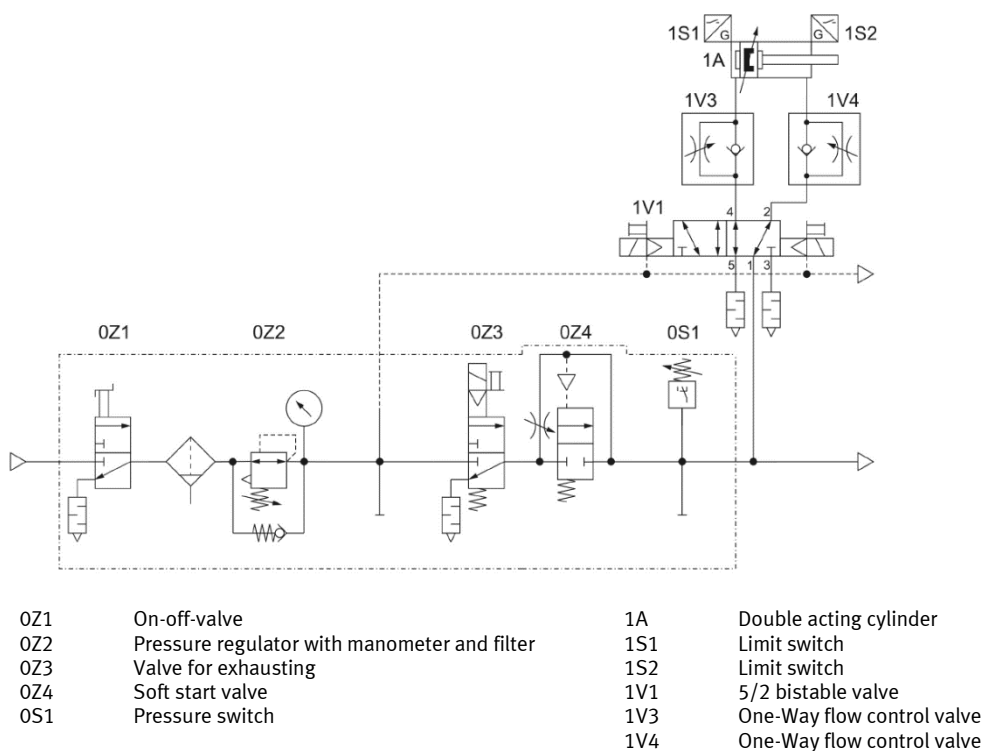 1S1 G G 1S2
1A
1V3 1V4
1V1 4 2
5 1 3
0Z1 0Z2 0Z3 0Z4 0S1
0Z1 On-off-valve
0Z2 Pressure regulator with manometer and filter
0Z3 Valve for exhausting
0Z4 Soft start valve
0S1 Pressure switch
1A Double acting cylinder
1S1 Limit switch
1S2 Limit switch
1V1 5/2 bistable valve
1V3 One-Way flow control valve
1V4 One-Way flow control valve